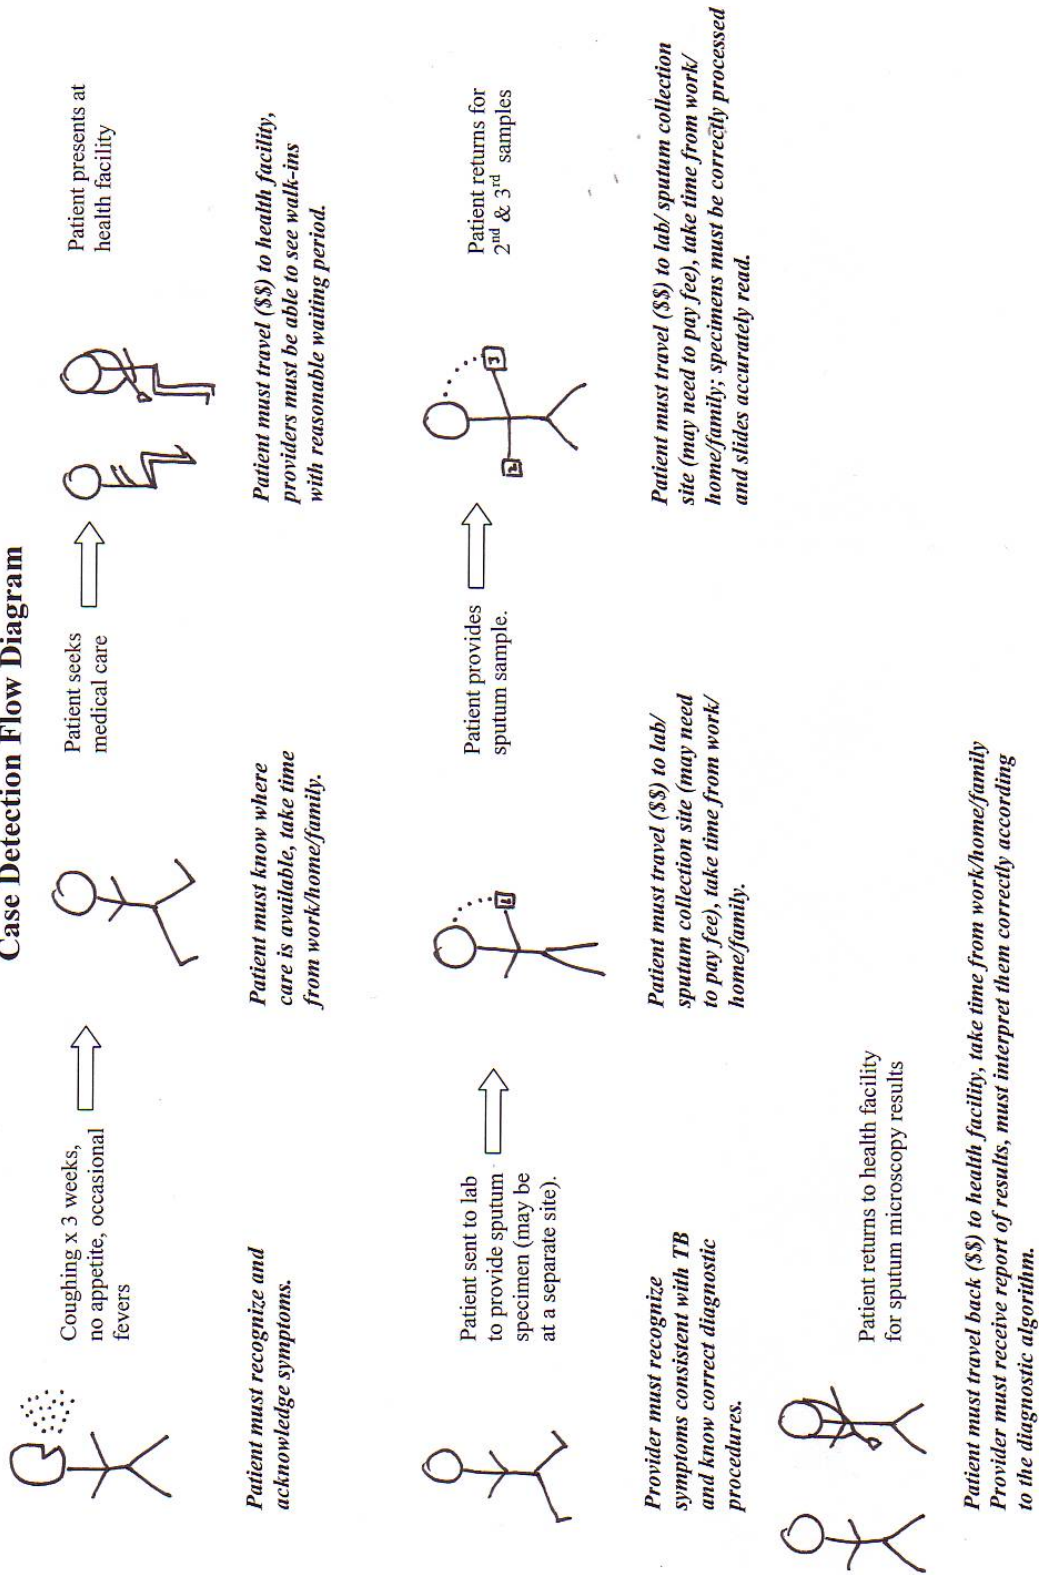 Case Detection Flow Diagram
Coughing x 3 weeks,
no appetite, occasional
fevers
Patient seeks
medical care
Patient presents at
health facility
Patient must recognize and
acknowledge symptoms.
Patient must know where
care is available, take time
from work/home/family.
Patient must travel ($$) to health facility,
providers must be able to see walk-ins
with reasonable waiting period.
Patient sent to lab
to provide sputum
specimen (may be
at a separate site).
1
Patient provides
sputum sample.
2
3
Patient returns for
2nd & 3rd samples
Provider must recognize
symptoms consistent with TB
and know correct diagnostic
procedures.
Patient must travel ($$) to lab/
sputum collection site (may need
to pay fee), take time from work/
home/family.
Patient must travel ($$) to lab/ sputum collection
site (may need to pay fee), take time from work/
home/family; specimens must be correctly processed
and slides accurately read.
Patient returns to health facility
for sputum microscopy results
Patient must travel back ($$) to health facility, take time from work/home/family
Provider must receive report of results, must interpret them correctly according
to the diagnostic algorithm.